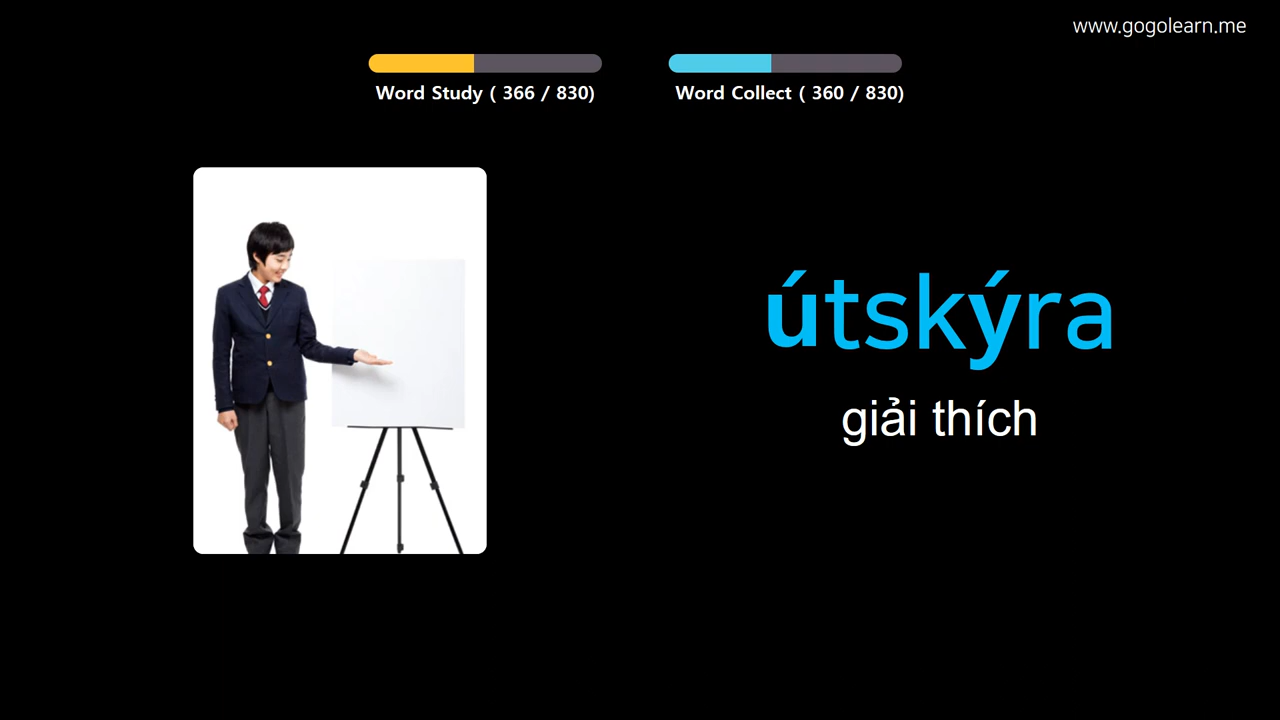 www.gogolearn.me
Word Study ( 366 / 830)
Word Collect ( 360 / 830)
útskýra
giải thích